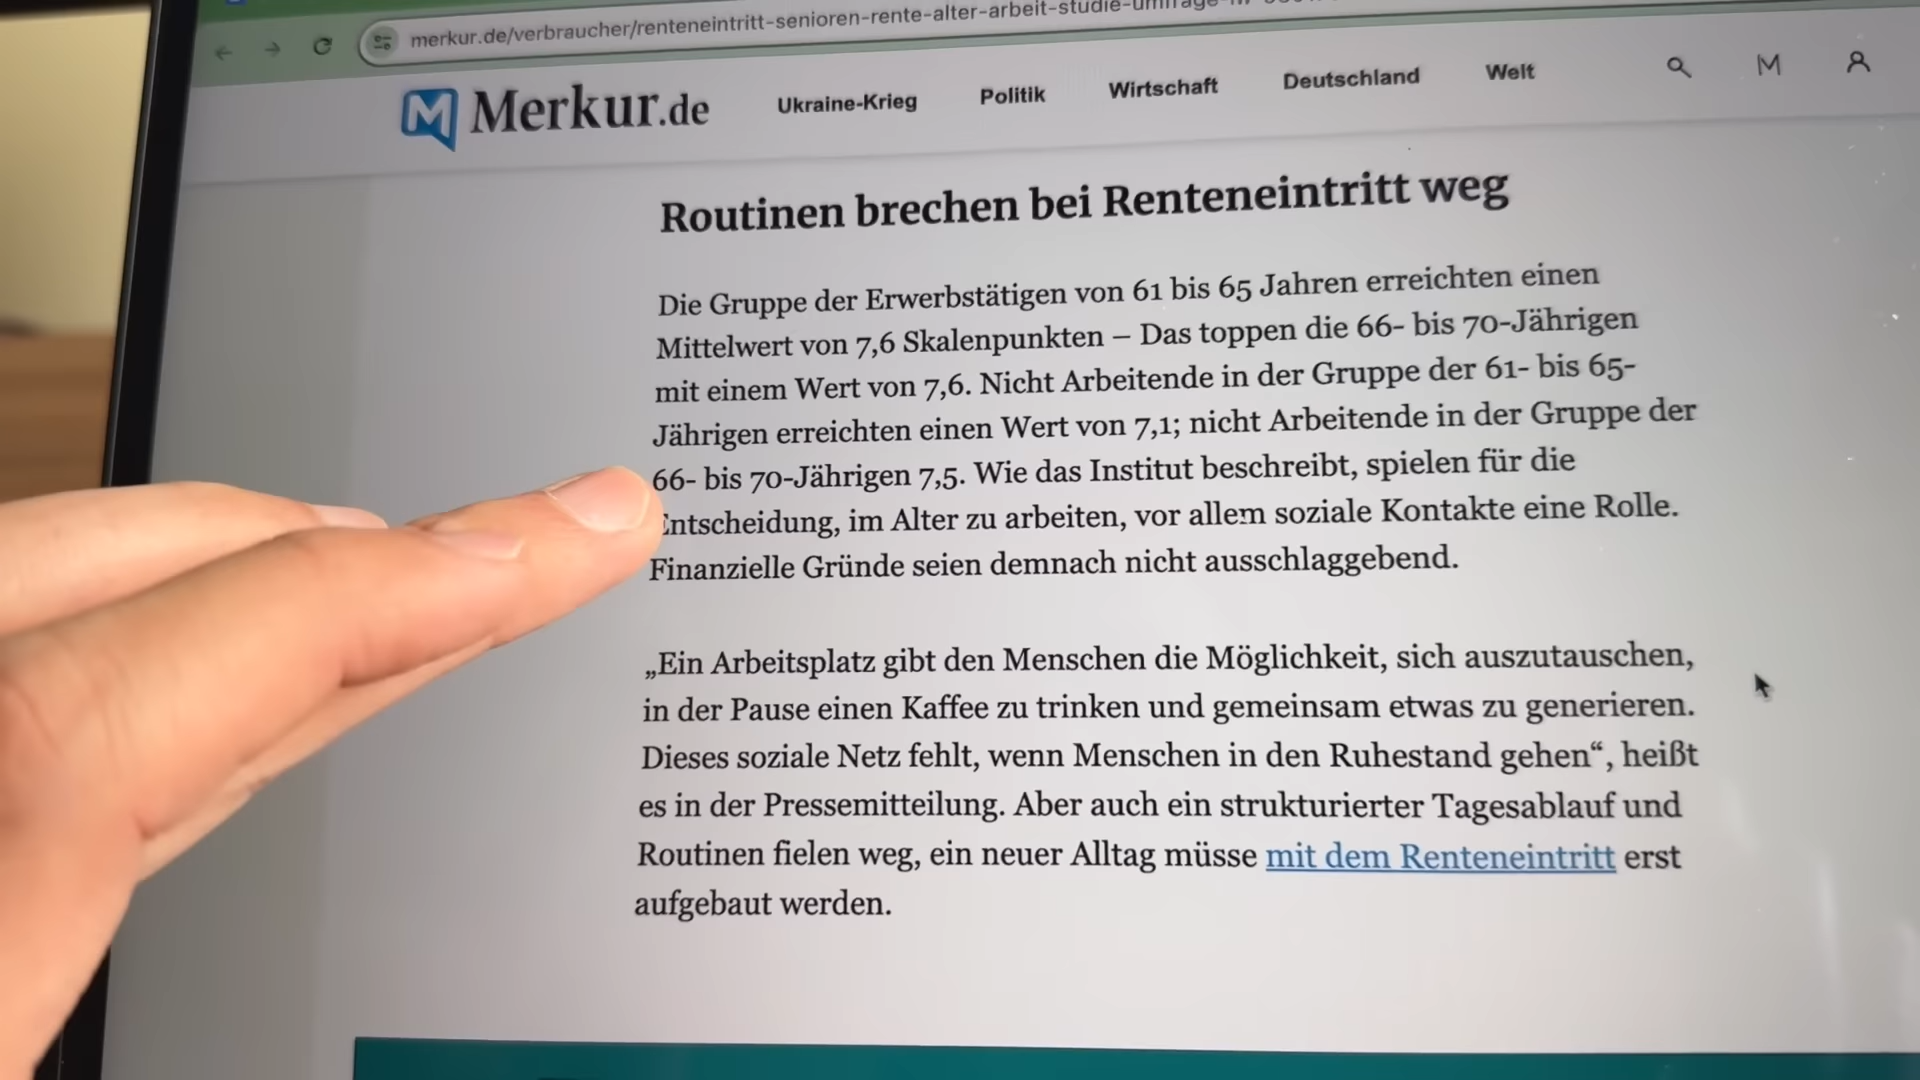 merkur.de/verbraucher/renteneintritt-senioren-rente-alter-arbeit-studie-umfrage-iw-
Merkur.de
Ukraine-Krieg Politik Wirtschaft Deutschland Welt
Routinen brechen bei Renteneintritt weg
Die Gruppe der Erwerbstätigen von 61 bis 65 Jahren erreichten einen
Mittelwert von 7,6 Skalenpunkten – Das toppen die 66- bis 70-Jährigen
mit einem Wert von 7,6. Nicht Arbeitende in der Gruppe der 61- bis 65-
Jährigen erreichten einen Wert von 7,1; nicht Arbeitende in der Gruppe der
66- bis 70-Jährigen 7,5. Wie das Institut beschreibt, spielen für die
Entscheidung, im Alter zu arbeiten, vor allem soziale Kontakte eine Rolle.
Finanzielle Gründe seien demnach nicht ausschlaggebend.
„Ein Arbeitsplatz gibt den Menschen die Möglichkeit, sich auszutauschen,
in der Pause einen Kaffee zu trinken und gemeinsam etwas zu generieren.
Dieses soziale Netz fehlt, wenn Menschen in den Ruhestand gehen“, heißt
es in der Pressemitteilung. Aber auch ein strukturierter Tagesablauf und
Routinen fielen weg, ein neuer Alltag müsse mit dem Renteneintritt erst
aufgebaut werden.